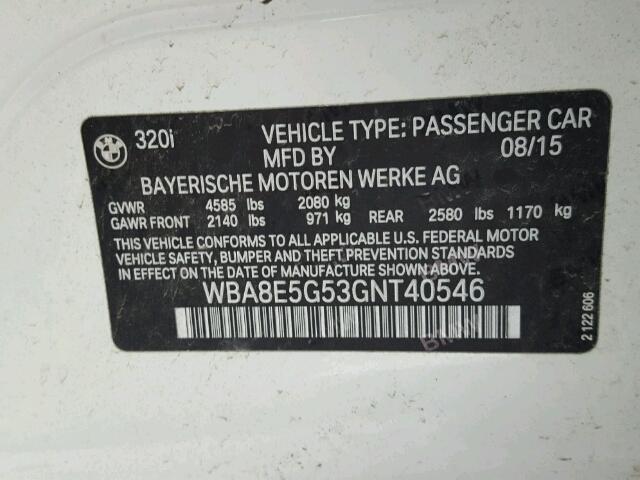 320i VEHICLE TYPE: PASSENGER CAR
MFD BY 08/15
BAYERISCHE MOTOREN WERKE AG
GVWR 4585 lbs 2080 kg
GAWR FRONT 2140 lbs 971 kg REAR 2580 lbs 1170 kg
THIS VEHICLE CONFORMS TO ALL APPLICABLE U.S. FEDERAL MOTOR
VEHICLE SAFETY, BUMPER AND THEFT PREVENTION STANDARDS
IN EFFECT ON THE DATE OF MANUFACTURE SHOWN ABOVE.
WBA8E5G53GNT40546
2 122 606